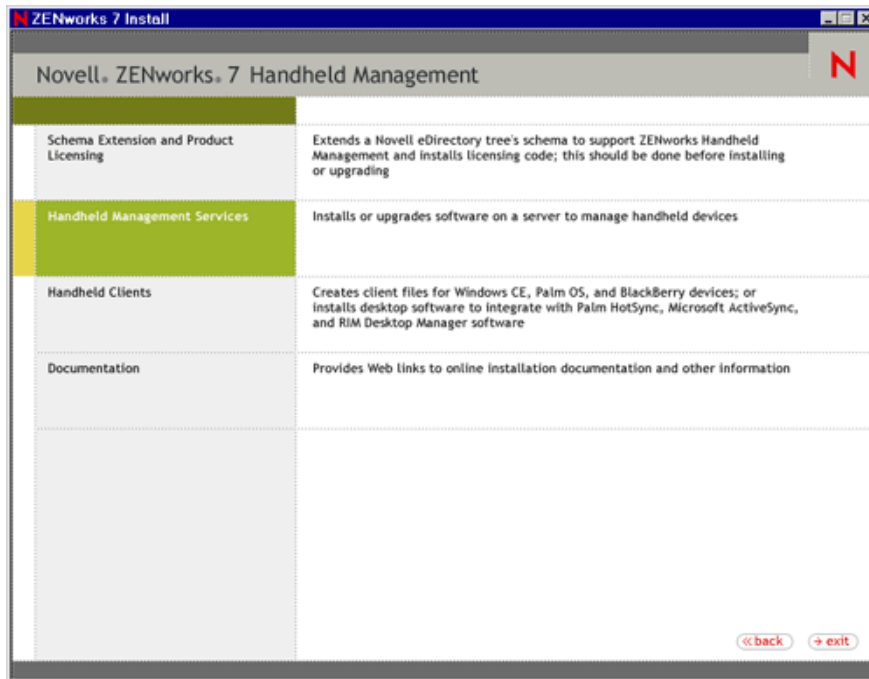 N ZENworks 7 Install
Novell® ZENworks® 7 Handheld Management
N
Schema Extension and Product
Licensing
Extends a Novell eDirectory tree's schema to support ZENworks Handheld
Management and installs licensing code; this should be done before installing
or upgrading
Handheld Management Services
Installs or upgrades software on a server to manage handheld devices
Handheld Clients
Creates client files for Windows CE, Palm OS, and BlackBerry devices; or
installs desktop software to integrate with Palm HotSync, Microsoft ActiveSync,
and RIM Desktop Manager software
Documentation
Provides Web links to online installation documentation and other information
«back
→ exit